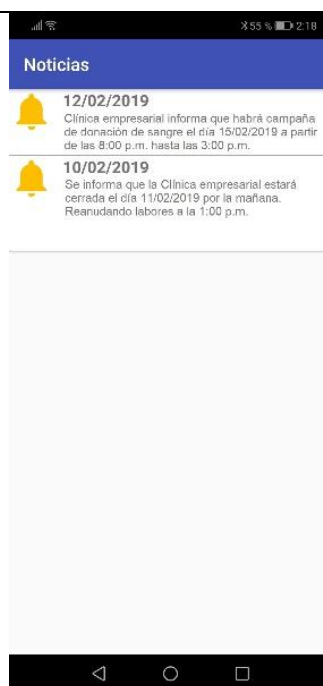 55 % 2:18
Noticias
12/02/2019
Clínica empresarial informa que habrá campaña
de donación de sangre el día 15/02/2019 a partir
de las 8:00 p.m. hasta las 3:00 p.m.
10/02/2019
Se informa que la Clínica empresarial estará
cerrada el día 11/02/2019 por la mañana.
Reanudando labores a la 1:00 p.m.